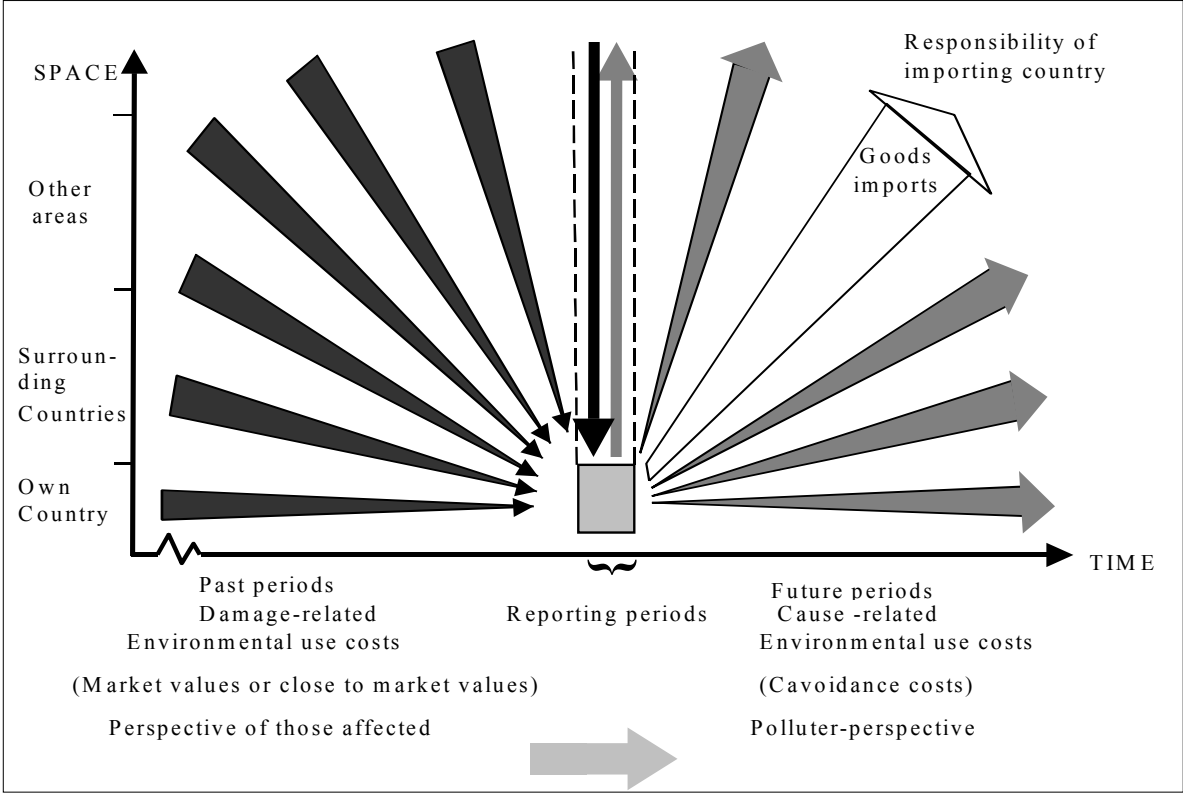 Responsibility of
importing country
SPACE
Goods
imports
Other
areas
Surroun-
ding
Countries
Own
Country
TIME
Past periods
Damage-related
Environmental use costs
(Market values or close to market values)
Perspective of those affected
Reporting periods
Future periods
Cause -related
Environmental use costs
(Cavoidance costs)
Polluter-perspective